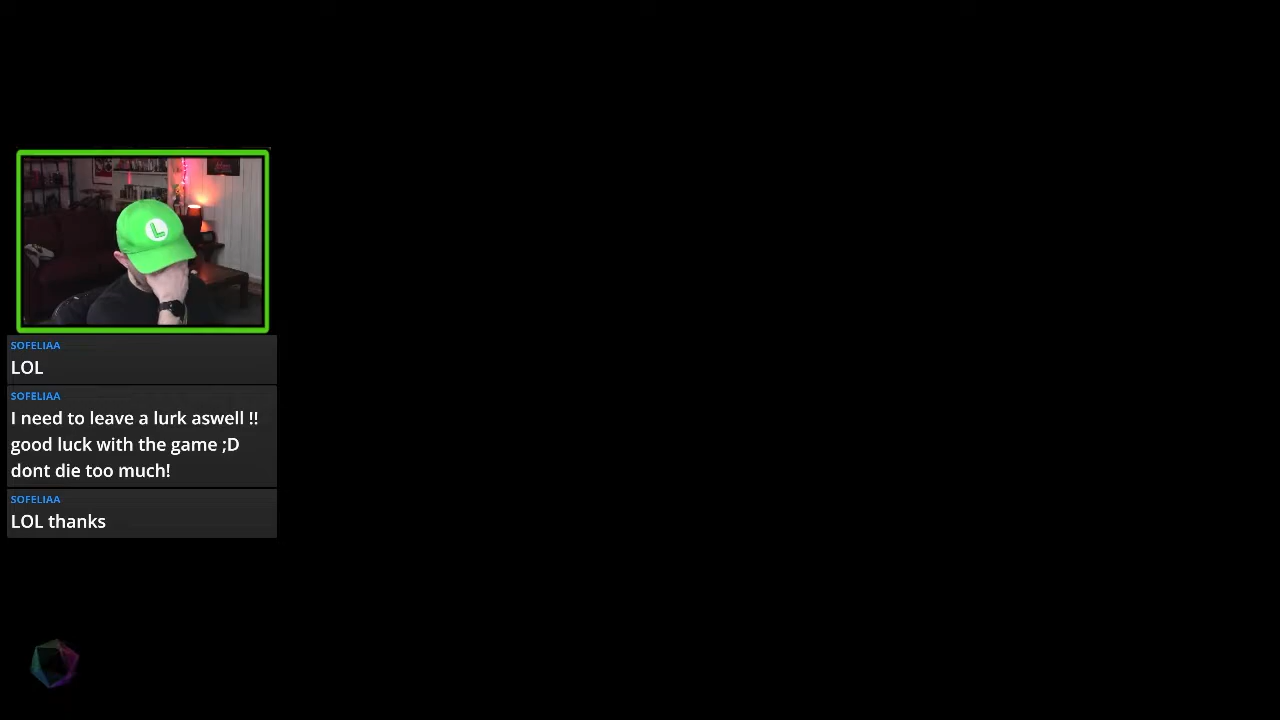 L
SOFELIAA
LOL
SOFELIAA
I need to leave a lurk aswell !!
good luck with the game ;D
dont die too much!
SOFELIAA
LOL thanks